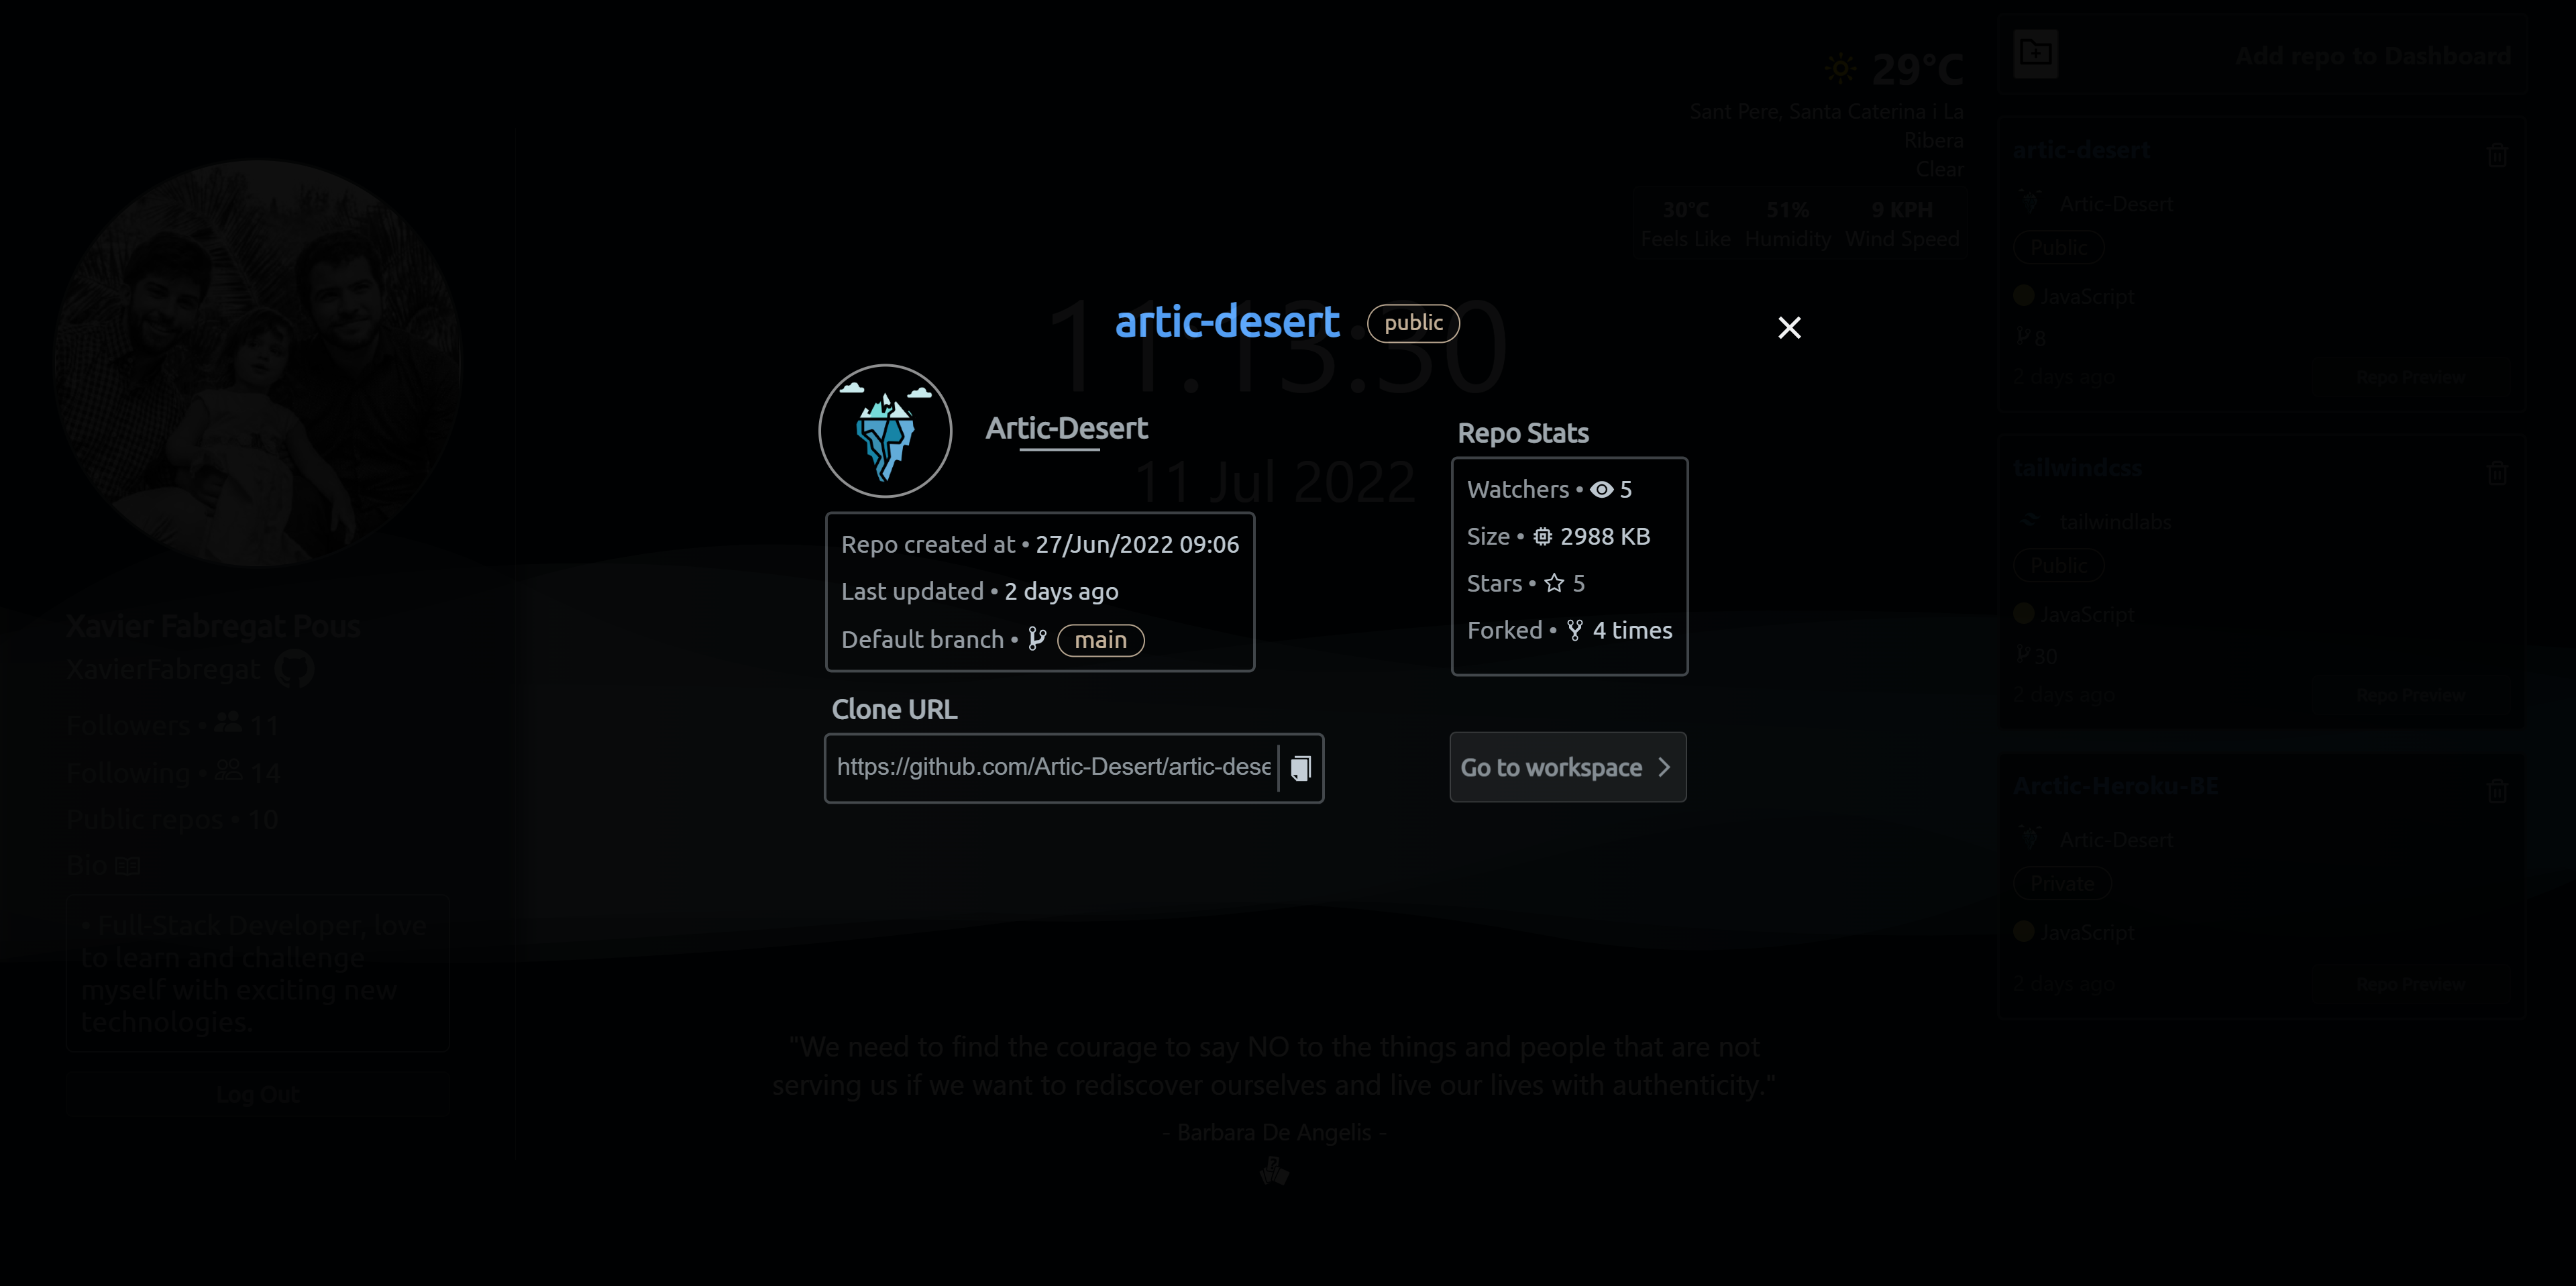 29°C
Sant Pere, Santa Caterina i La
Ribera
Clear
30°C 51% 9 KPH
Feels Like Humidity Wind Speed
Add repo to Dashboard
artic-desert
Artic-Desert
Public
JavaScript
8
2 days ago Repo Preview
tailwindcss
tailwindlabs
Public
JavaScript
30
2 days ago Repo Preview
Arctic-Heroku-BE
Artic-Desert
Private
JavaScript
2 days ago Repo Preview
Xavier Fabregat Pous
XavierFabregat
Followers • 11
Following • 14
Public repos • 10
Bio
• Full-Stack Developer, love
to learn and challenge
myself with exciting new
technologies.
Log Out
11:13:30
11 Jul 2022
artic-desert public
Artic-Desert
Repo created at • 27/Jun/2022 09:06
Last updated • 2 days ago
Default branch • main
Clone URL
https://github.com/Artic-Desert/artic-dese
Repo Stats
Watchers • 5
Size • 2988 KB
Stars • 5
Forked • 4 times
Go to workspace
"We need to find the courage to say NO to the things and people that are not
serving us if we want to rediscover ourselves and live our lives with authenticity."
- Barbara De Angelis -